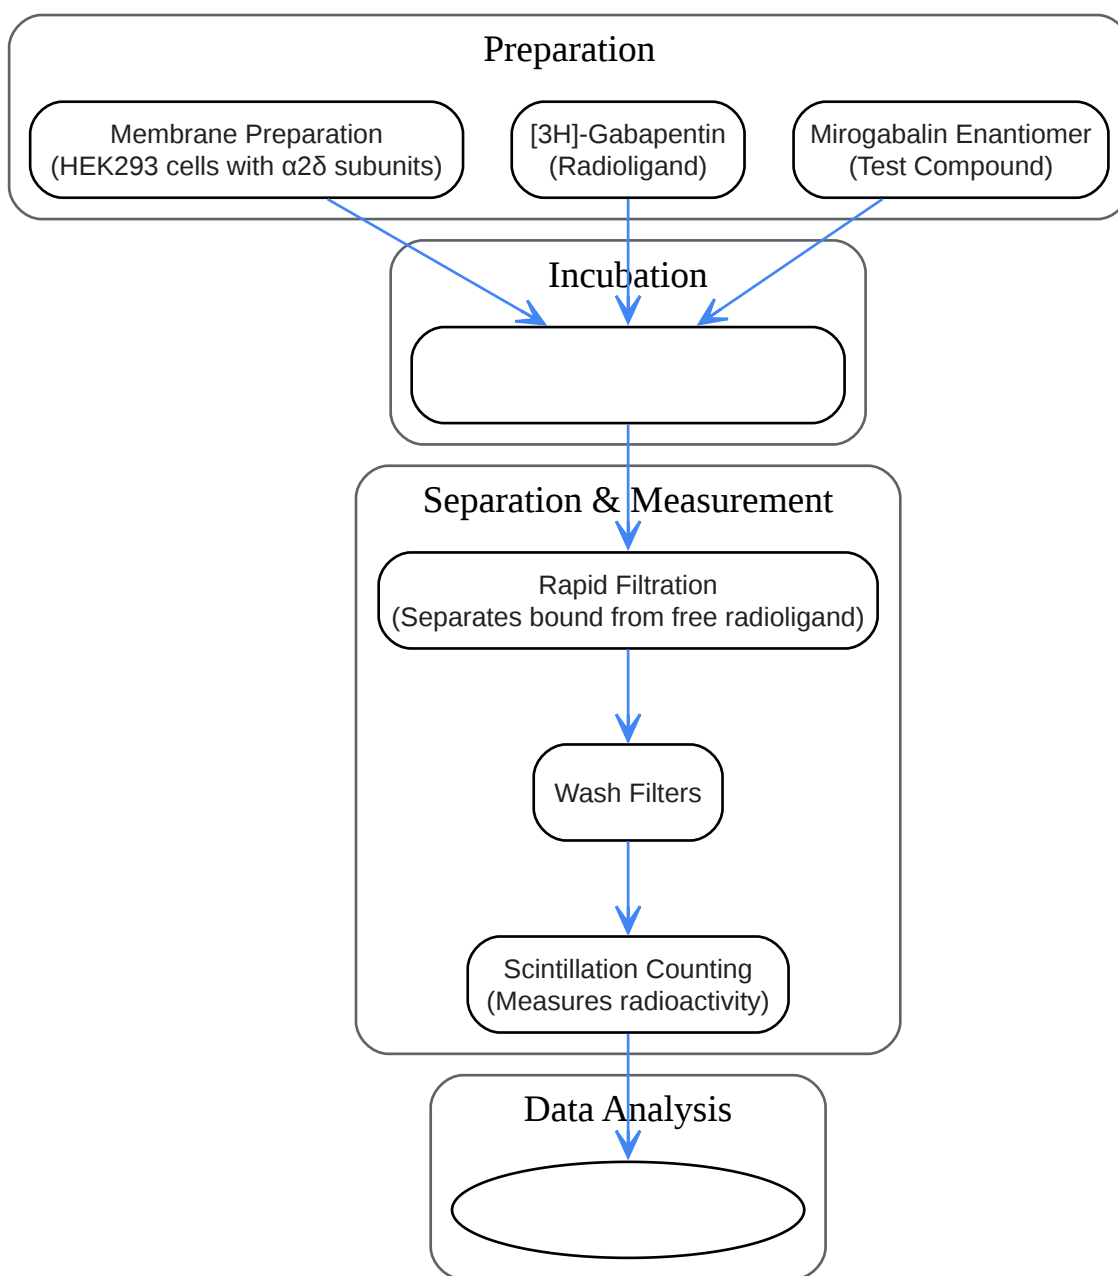 Preparation
Membrane Preparation
(HEK293 cells with α2δ subunits)
[3H]-Gabapentin
(Radioligand)
Mirogabalin Enantiomer
(Test Compound)
Incubation
Separation & Measurement
Rapid Filtration
(Separates bound from free radioligand)
Wash Filters
Scintillation Counting
(Measures radioactivity)
Data Analysis